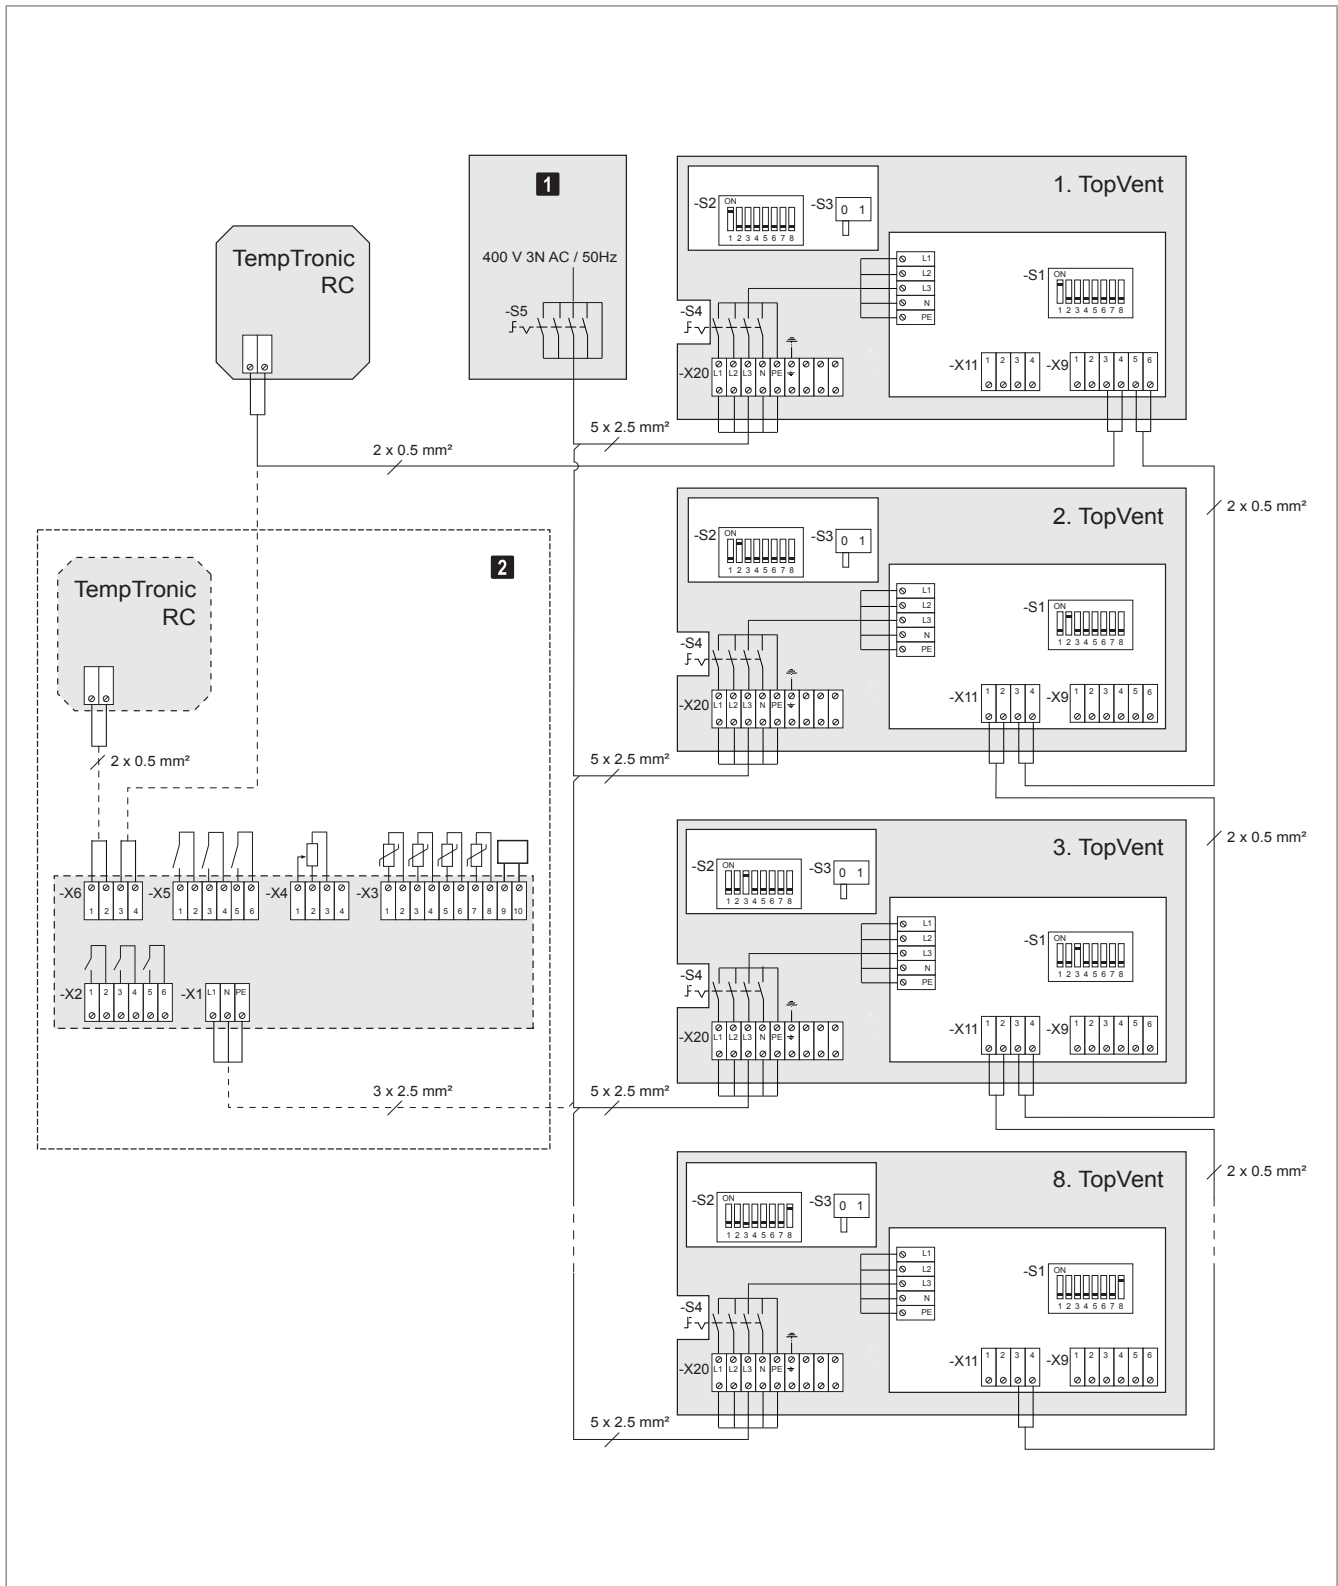 TempTronic
RC
1
400 V 3N AC / 50Hz
-S5
1. TopVent
-S2
ON
1 2 3 4 5 6 7 8
-S3
0 1
-S4
-X20
L1 L2 L3 N PE
L1
L2
L3
N
PE
-S1
ON
1 2 3 4 5 6 7 8
-X11
1 2 3 4
-X9
1 2 3 4 5 6
5 x 2.5 mm²
2 x 0.5 mm²
2 x 0.5 mm²
2. TopVent
-S2
ON
1 2 3 4 5 6 7 8
-S3
0 1
-S4
-X20
L1 L2 L3 N PE
L1
L2
L3
N
PE
-S1
ON
1 2 3 4 5 6 7 8
-X11
1 2 3 4
-X9
1 2 3 4 5 6
5 x 2.5 mm²
2 x 0.5 mm²
2
TempTronic
RC
2 x 0.5 mm²
-X6
1 2 3 4
-X5
1 2 3 4 5 6
-X4
1 2 3 4
-X3
1 2 3 4 5 6 7 8 9 10
-X2
1 2 3 4 5 6
-X1
L1 N PE
3 x 2.5 mm²
3. TopVent
-S2
ON
1 2 3 4 5 6 7 8
-S3
0 1
-S4
-X20
L1 L2 L3 N PE
L1
L2
L3
N
PE
-S1
ON
1 2 3 4 5 6 7 8
-X11
1 2 3 4
-X9
1 2 3 4 5 6
5 x 2.5 mm²
2 x 0.5 mm²
8. TopVent
-S2
ON
1 2 3 4 5 6 7 8
-S3
0 1
-S4
-X20
L1 L2 L3 N PE
L1
L2
L3
N
PE
-S1
ON
1 2 3 4 5 6 7 8
-X11
1 2 3 4
-X9
1 2 3 4 5 6
5 x 2.5 mm²